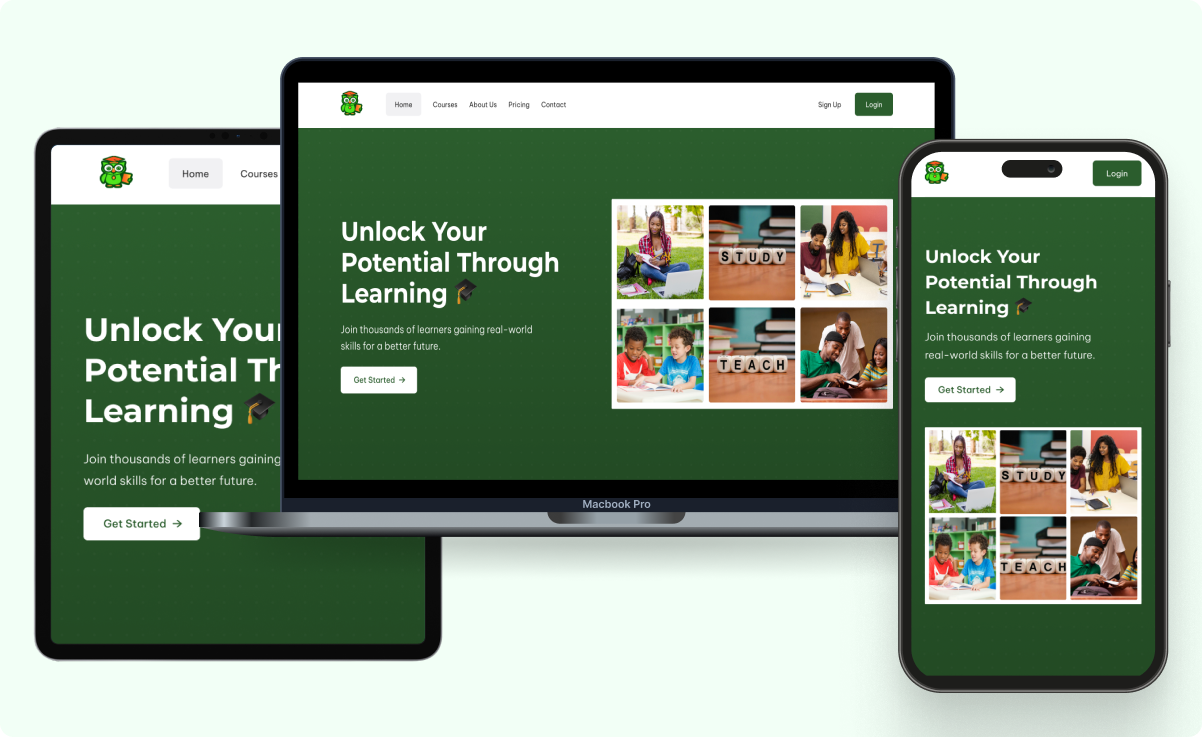 Home
Courses
Unlock Your
Potential Th
Learning
Join thousands of learners gaining
world skills for a better future.
Get Started →
Home Courses About Us Pricing Contact Sign Up Login
Unlock Your
Potential Through
Learning
Join thousands of learners gaining real-world
skills for a better future.
Get Started →
STUDY
TEACH
Macbook Pro
Login
Unlock Your
Potential Through
Learning
Join thousands of learners gaining
real-world skills for a better future.
Get Started →
STUDY
TEACH